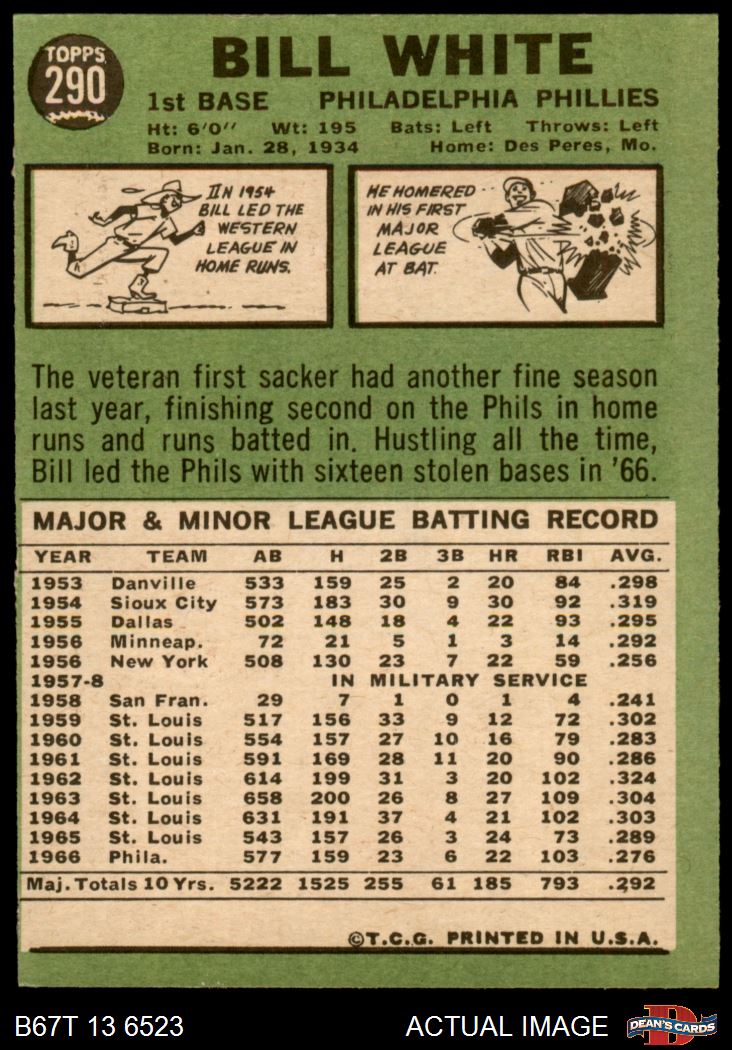 TOPPS
290
BILL WHITE
1st BASE PHILADELPHIA PHILLIES
Ht: 6'0" Wt: 195 Bats: Left Throws: Left
Born: Jan. 28, 1934 Home: Des Peres, Mo.
IN 1954
BILL LED THE
WESTERN
LEAGUE IN
HOME RUNS.
HE HOMERED
IN HIS FIRST
MAJOR
LEAGUE
AT BAT.
The veteran first sacker had another fine season
last year, finishing second on the Phils in home
runs and runs batted in. Hustling all the time,
Bill led the Phils with sixteen stolen bases in '66.
MAJOR & MINOR LEAGUE BATTING RECORD
YEAR TEAM AB H 2B 3B HR RBI AVG.
1953 Danville 533 159 25 2 20 84 .298
1954 Sioux City 573 183 30 9 30 92 .319
1955 Dallas 502 148 18 4 22 93 .295
1956 Minneap. 72 21 5 1 3 14 .292
1956 New York 508 130 23 7 22 59 .256
1957-8 IN MILITARY SERVICE
1958 San Fran. 29 7 1 0 1 4 .241
1959 St. Louis 517 156 33 9 12 72 .302
1960 St. Louis 554 157 27 10 16 79 .283
1961 St. Louis 591 169 28 11 20 90 .286
1962 St. Louis 614 199 31 3 20 102 .324
1963 St. Louis 658 200 26 8 27 109 .304
1964 St. Louis 631 191 37 4 21 102 .303
1965 St. Louis 543 157 26 3 24 73 .289
1966 Phila. 577 159 23 6 22 103 .276
Maj. Totals 10 Yrs. 5222 1525 255 61 185 793 .292
©T.C.G. PRINTED IN U.S.A.
B67T 13 6523 ACTUAL IMAGE
D
DEAN'S CARDS